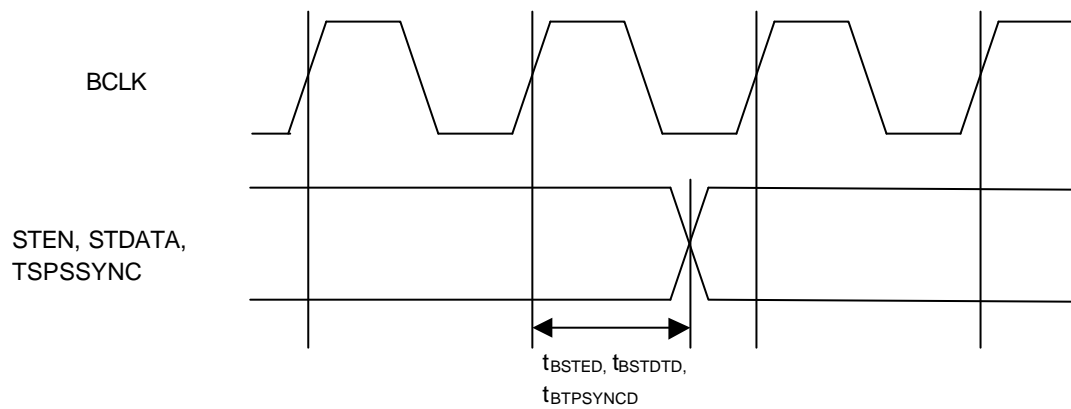 BCLK
STEN, STDATA,
TSPSSYNC
tBSTED, tBSTDTD,
tBTPSYNCD